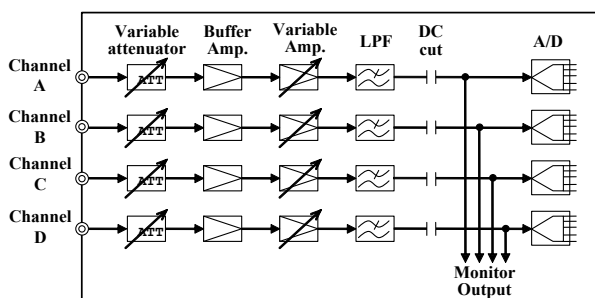 Variable attenuator
Buffer Amp.
Variable Amp.
LPF
DC cut
A/D
Channel A
ATT
Channel B
ATT
Channel C
ATT
Channel D
ATT
Monitor Output